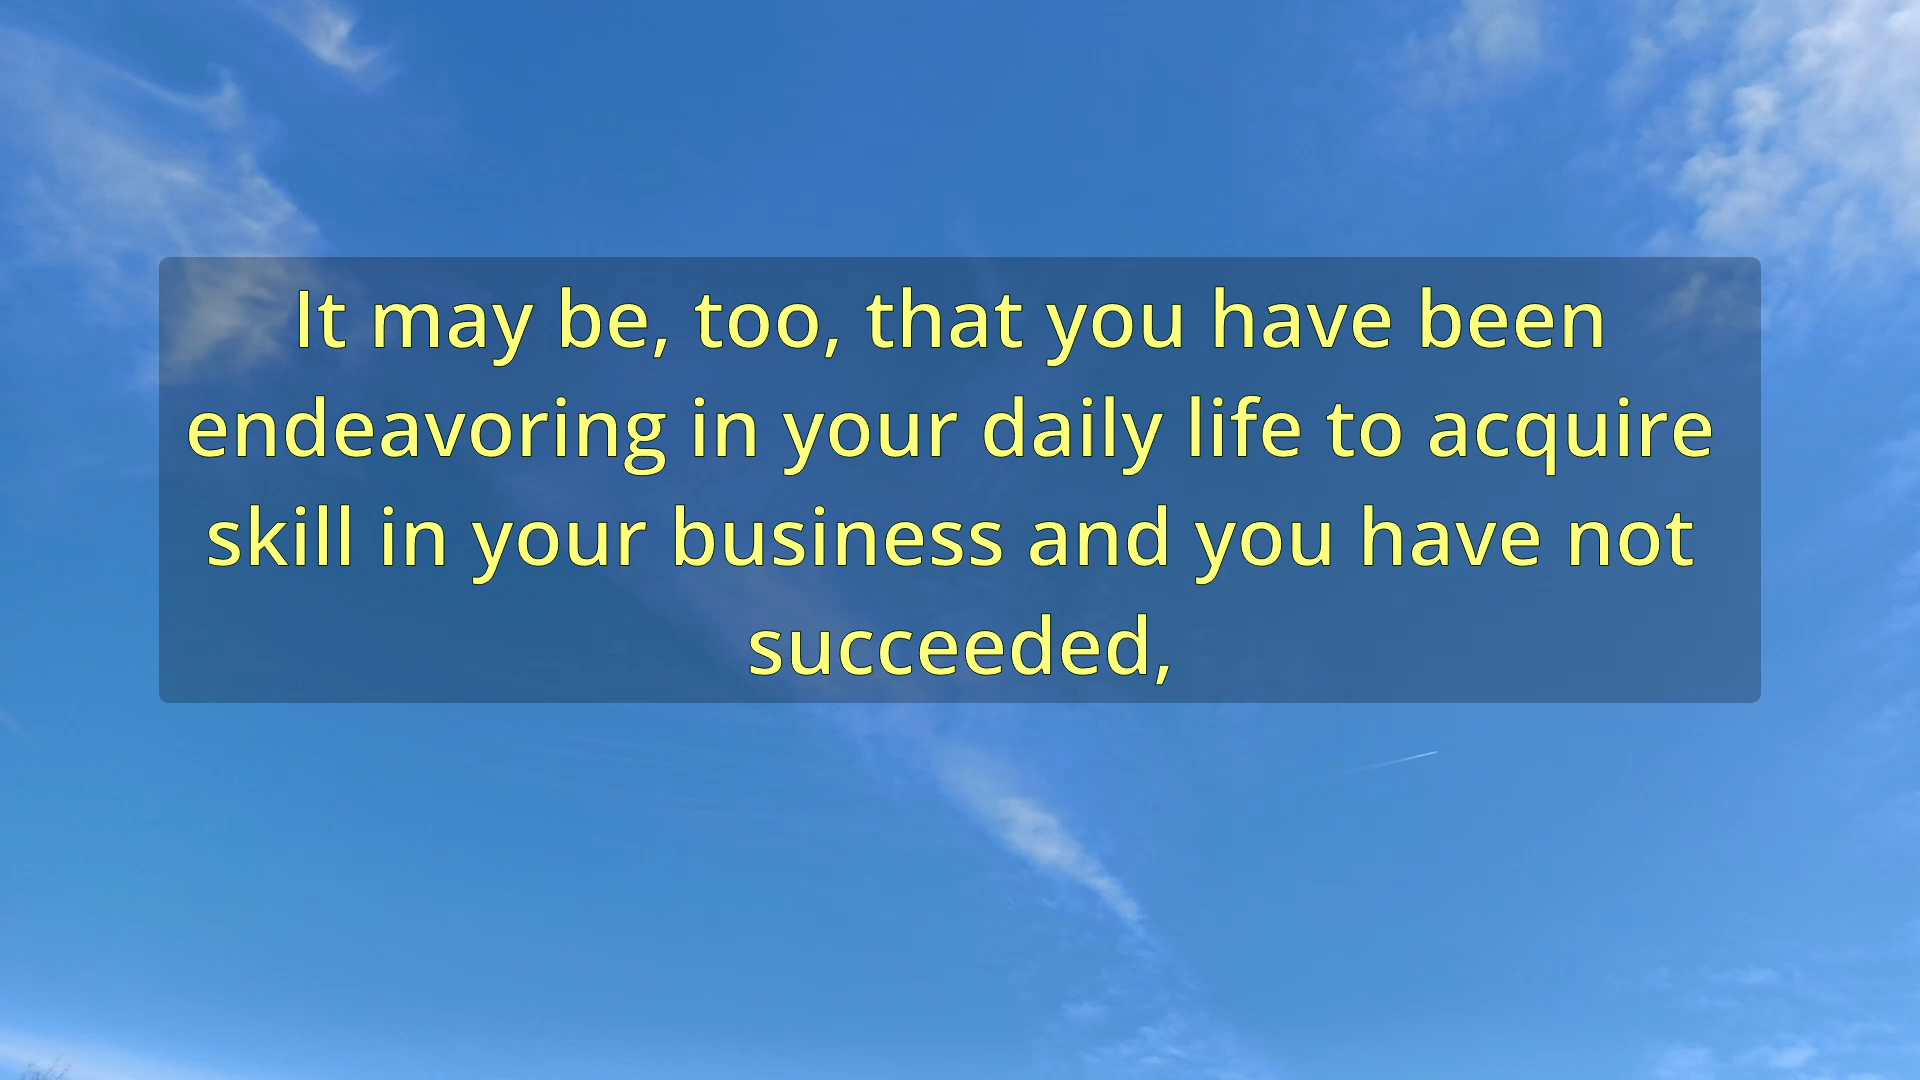 It may be, too, that you have been
endeavoring in your daily life to acquire
skill in your business and you have not
succeeded,